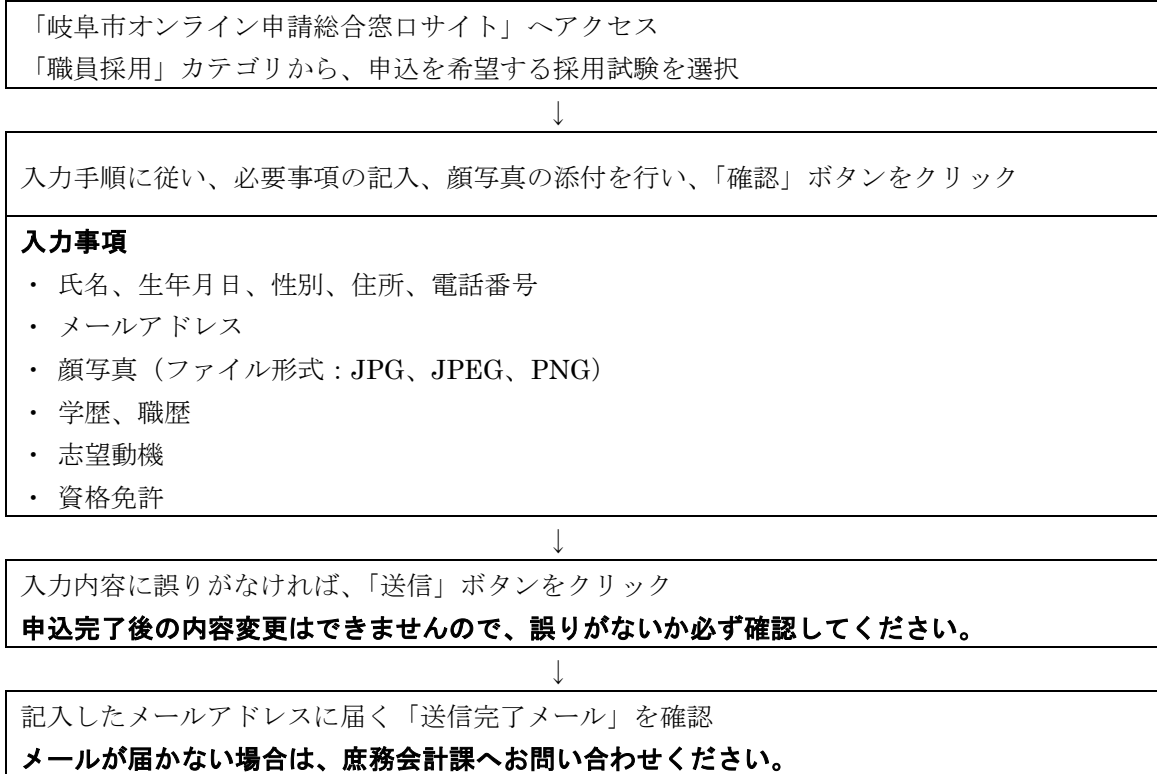 「岐阜市オンライン申請総合窓口サイト」へアクセス
「職員採用」カテゴリから、申込を希望する採用試験を選択
↓
入力手順に従い、必要事項の記入、顔写真の添付を行い、「確認」ボタンをクリック
入力事項
・ 氏名、生年月日、性別、住所、電話番号
・ メールアドレス
・ 顔写真（ファイル形式：JPG、JPEG、PNG）
・ 学歴、職歴
・ 志望動機
・ 資格免許
↓
入力内容に誤りがなければ、「送信」ボタンをクリック
申込完了後の内容変更はできませんので、誤りがないか必ず確認してください。
↓
記入したメールアドレスに届く「送信完了メール」を確認
メールが届かない場合は、庶務会計課へお問い合わせください。